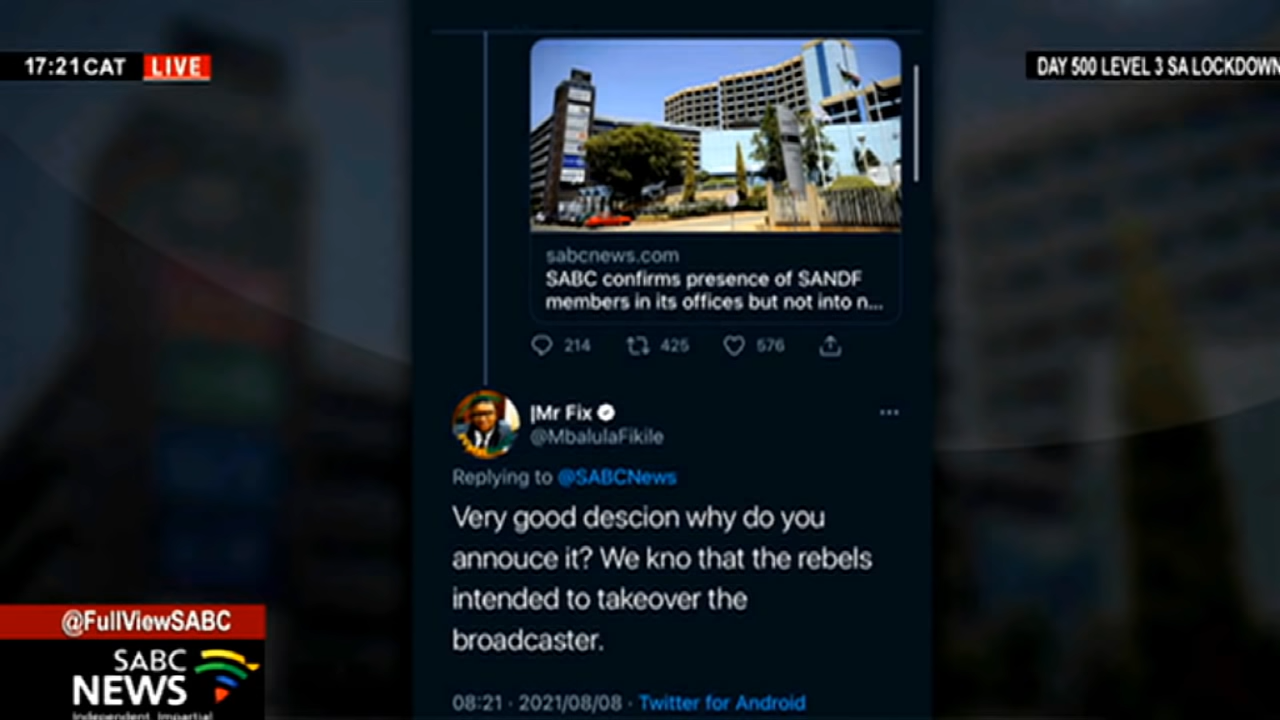 17:21 CAT LIVE
DAY 500 LEVEL 3 SA LOCKDOWN
sabcnews.com
SABC confirms presence of SANDF
members in its offices but not into n...
214 425 576
|Mr Fix
@MbalulaFikile
Replying to @SABCNews
Very good descion why do you
annouce it? We kno that the rebels
intended to takeover the
broadcaster.
08:21 · 2021/08/08 · Twitter for Android
@FullViewSABC
SABC
NEWS
Independent. Impartial